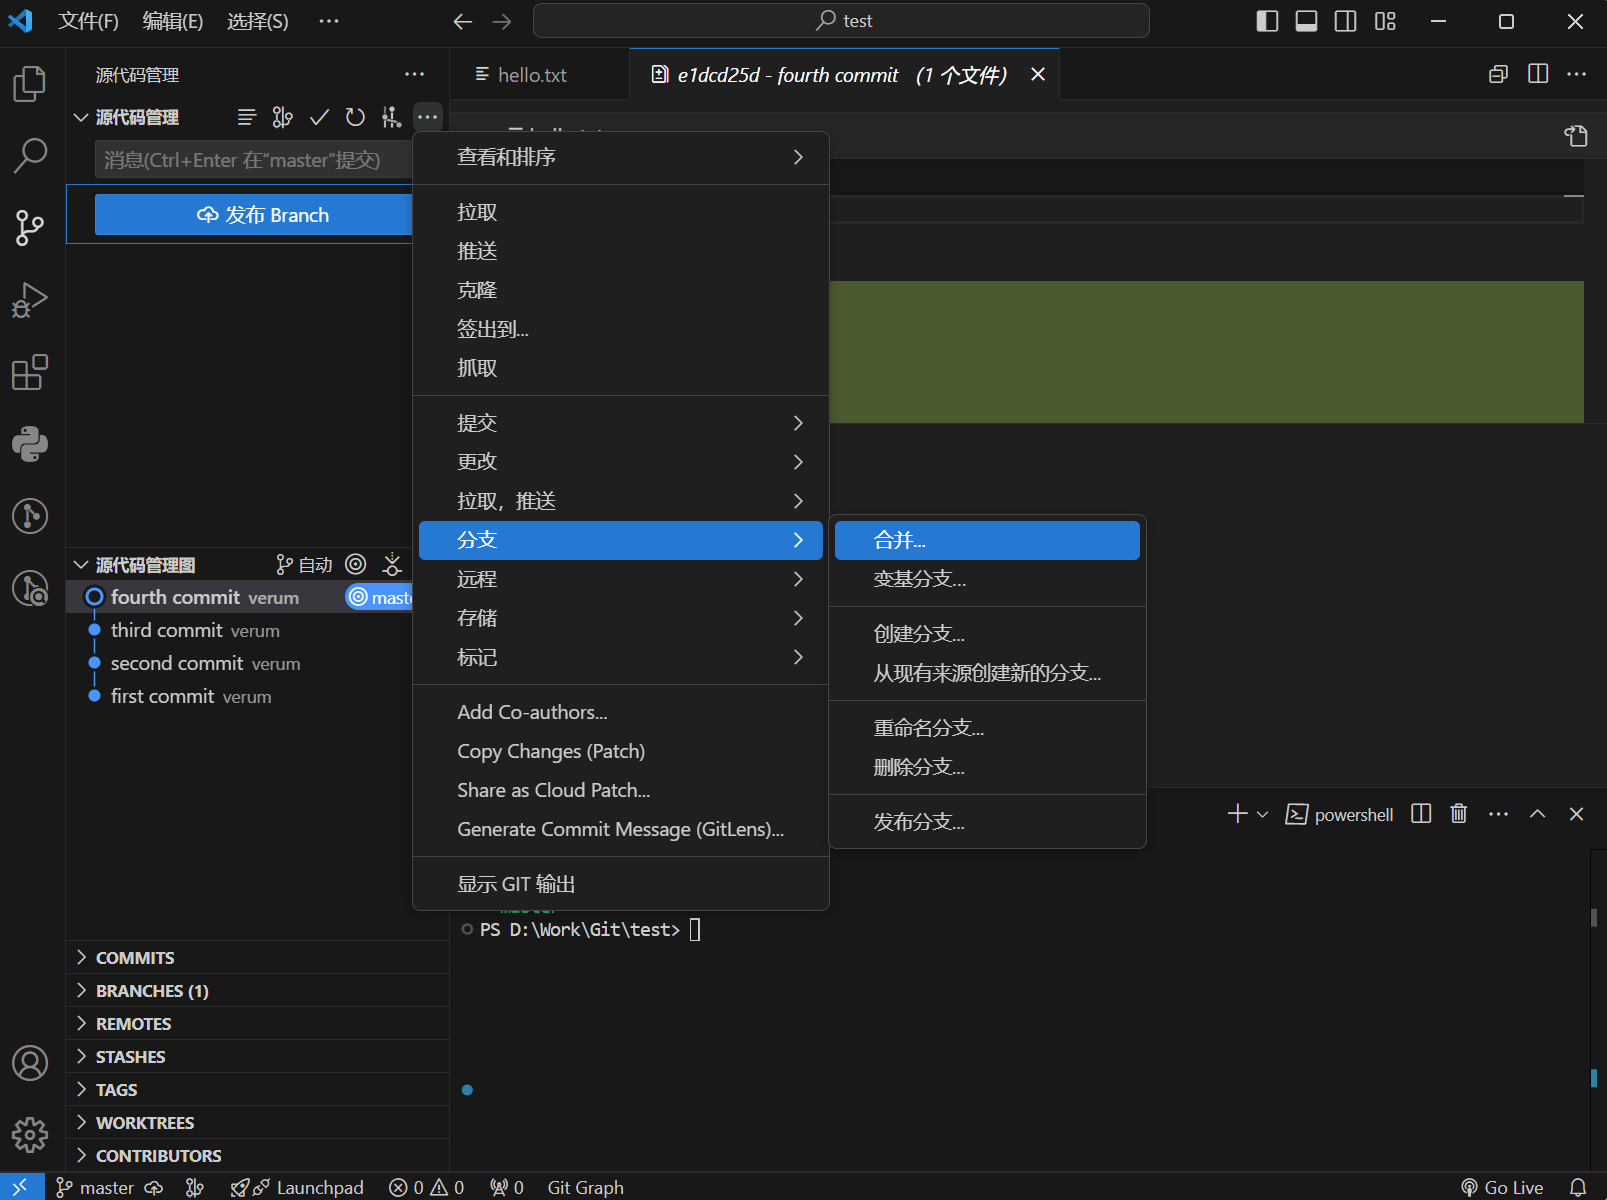 文件(F) 编辑(E) 选择(S) ··· test
源代码管理 ···
hello.txt
e1dcd25d - fourth commit （1 个文件）
源代码管理
消息(Ctrl+Enter 在“master”提交)
发布 Branch
查看和排序
拉取
推送
克隆
签出到...
抓取
提交
更改
拉取，推送
分支
远程
存储
标记
Add Co-authors...
Copy Changes (Patch)
Share as Cloud Patch...
Generate Commit Message (GitLens)...
显示 GIT 输出
合并...
变基分支...
创建分支...
从现有来源创建新的分支...
重命名分支...
删除分支...
发布分支...
源代码管理图 自动
fourth commit verum
third commit verum
second commit verum
first commit verum
powershell
PS D:\Work\Git\test>
COMMITS
BRANCHES (1)
REMOTES
STASHES
TAGS
WORKTREES
CONTRIBUTORS
master Launchpad 0 0 0 Git Graph Go Live